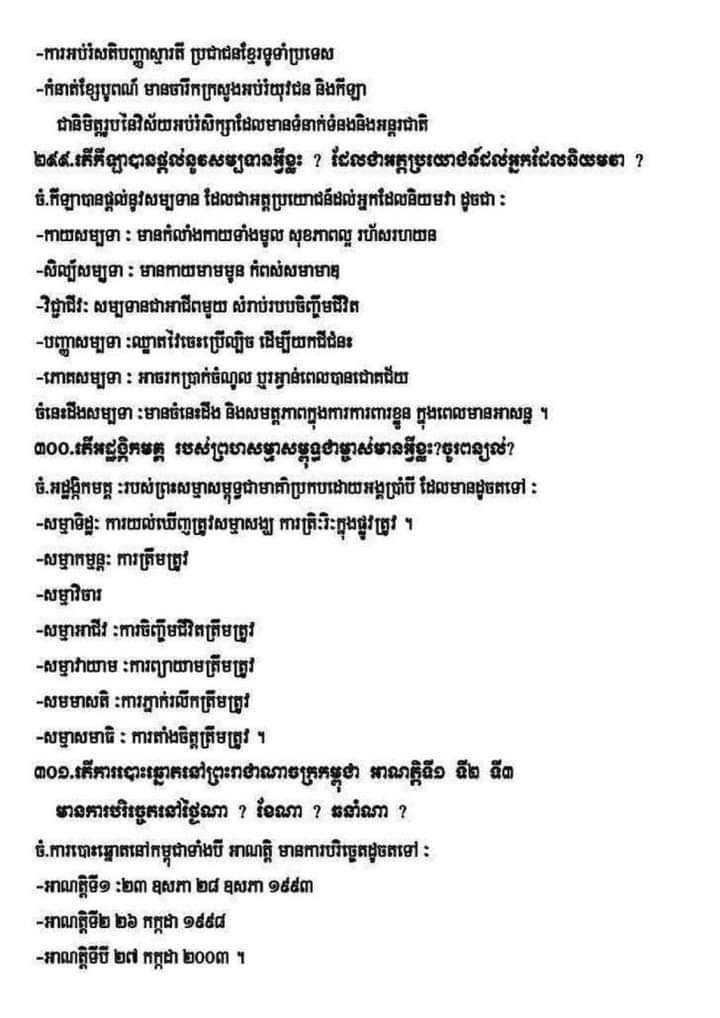 -ការអប់រំសតិបញ្ញាស្មារតី ប្រជាជនខ្មែរទូទាំប្រទេស
-កំនាត់ខ្សែបូពណ៌ មានចារឹកក្រសួងអប់រំយុវជន និងកីឡា
ជានិមិត្តរូបនៃវិស័យអប់រំសិក្សាដែលមានទំនាក់ទំនងនិងអន្តរជាតិ
២៩៩.តើកីឡាបានផ្តល់នូវសម្បទានអ្វីខ្លះ ? ដែលជាអត្ថប្រយោជន៍ដល់អ្នកដែលនិយមវា ?
ចំ.កីឡាបានផ្តល់នូវសម្បទាន ដែលជាអត្ថប្រយោជន៍ដល់អ្នកដែលនិយមវា ដូចជា :
-កាយសម្បទា : មានកំលាំងកាយទាំងមូល សុខភាពល្អ រហ័សរហយន
-សិល្ប៍សម្បទា : មានកាយមាមមូន កំពស់សមាមាឌ
-វិជ្ជាជីវ: សម្បទានជាអាជីពមួយ សំរាប់របបចិញ្ចឹមជីវិត
-បញ្ញាសម្បទា :ឈ្លាតវៃចេះប្រើល្បិច ដើម្បីយកជ័ជំនះ
-ភោគសម្បទា : អាចរកប្រាក់ចំណូល ឬរង្វាន់ពេលបានជោគជ័យ
ចំនេះដឹងសម្បទា :មានចំនេះដឹង និងសមត្ថភាពក្នុងការការពារខ្លួន ក្នុងពេលមានអាសន្ន ។
៣០០.តើអដ្ឋង្គិកមគ្គ របស់ព្រហសម្មាសម្ពុទ្ធជាម្ចាស់មានអ្វីខ្លះ?ចូរពន្យល់?
ចំ.អដ្ឋង្គិកមគ្គ :របស់ព្រះសម្មាសម្ពុទ្ធជាមាគ៌ាប្រកបដោយអង្គប្រាំបី ដែលមានដូចតទៅ :
-សម្មាទិដ្ឋ: ការយល់ឃើញត្រូវសម្មាសង្ឃ ការត្រិ:រិ:ក្នុងផ្លូវត្រូវ ។
-សម្មាកម្មន្ត: ការត្រឹមត្រូវ
-សម្មាវិចារ
-សម្មាអាជីវ :ការចិញ្ចឹមជីវិតត្រឹមត្រូវ
-សម្មាវាយាម :ការព្យាយាមត្រឹមត្រូវ
-សមមាសតិ :ការភ្ញាក់រលឹកត្រឹមត្រូវ
-សម្មាសមាធិ : ការតាំងចិត្តត្រឹមត្រូវ ។
៣០១.តើការបោះឆ្នោតនៅព្រះរាជាណាចក្រកម្ពុជា អាណត្តិទី១ ទី២ ទី៣
មានការបរិច្ចេតនៅថ្ងៃណា ? ខែណា ? ឆនាំណា ?
ចំ.ការបោះឆ្នោតនៅកម្ពុជាទាំងបី អាណត្តិ មានការបរិច្ចេតដូចតទៅ :
-អាណត្តិទី១ :២៣ ឧសភា ២៨ ឧសភា ១៩៩៣
-អាណត្តិទី២ ២៦ កក្កដា ១៩៩៨
-អាណត្តិទីបី ២៧ កក្កដា ២០០៣ ។